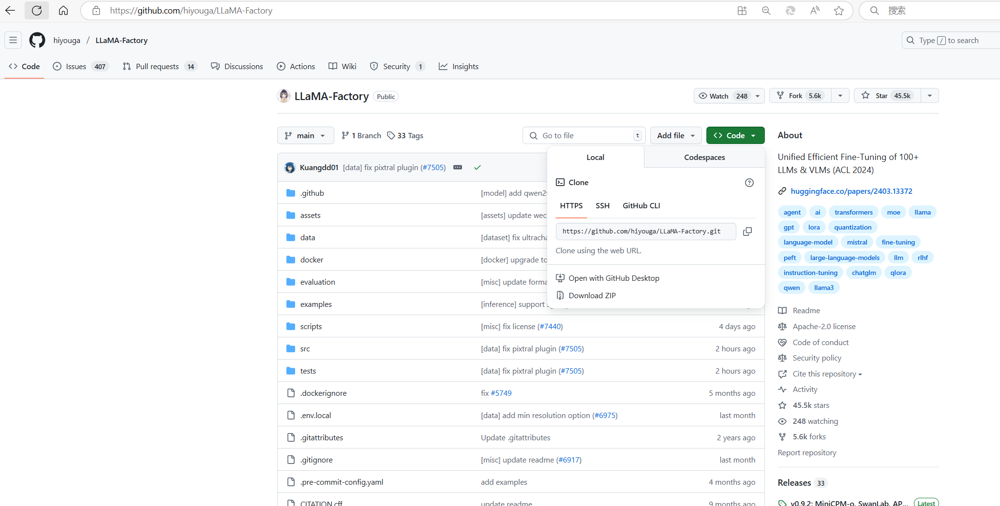 https://github.com/hiyouga/LLaMA-Factory
搜索
hiyouga / LLaMA-Factory
Type / to search
Code
Issues 407
Pull requests 14
Discussions
Actions
Wiki
Security 1
Insights
LLaMA-Factory Public
Watch 248
Fork 5.6k
Star 45.5k
main
1 Branch
33 Tags
Go to file t
Add file
Code
Local
Codespaces
Clone
HTTPS
SSH
GitHub CLI
https://github.com/hiyouga/LLaMA-Factory.git
Clone using the web URL.
Open with GitHub Desktop
Download ZIP
Kuangdd01 [data] fix pixtral plugin (#7505)
.github [model] add qwen2
assets [assets] update wec
data [dataset] fix ultracha
docker [docker] upgrade to
evaluation [misc] update forma
examples [inference] support
scripts [misc] fix license (#7440) 4 days ago
src [data] fix pixtral plugin (#7505) 2 hours ago
tests [data] fix pixtral plugin (#7505) 2 hours ago
.dockerignore fix #5749 5 months ago
.env.local [data] add min resolution option (#6975) last month
.gitattributes Update .gitattributes 2 years ago
.gitignore [misc] update readme (#6917) last month
.pre-commit-config.yaml add examples 4 months ago
CITATION.cff update readme 9 months ago
About
Unified Efficient Fine-Tuning of 100+
LLMs & VLMs (ACL 2024)
huggingface.co/papers/2403.13372
agent ai transformers moe llama
gpt lora quantization
language-model mistral fine-tuning
peft large-language-models llm rlhf
instruction-tuning chatglm qlora
qwen llama3
Readme
Apache-2.0 license
Code of conduct
Security policy
Cite this repository
Activity
45.5k stars
248 watching
5.6k forks
Report repository
Releases 33
v0.9.2: MiniCPM-o, SwanLab, AP... Latest